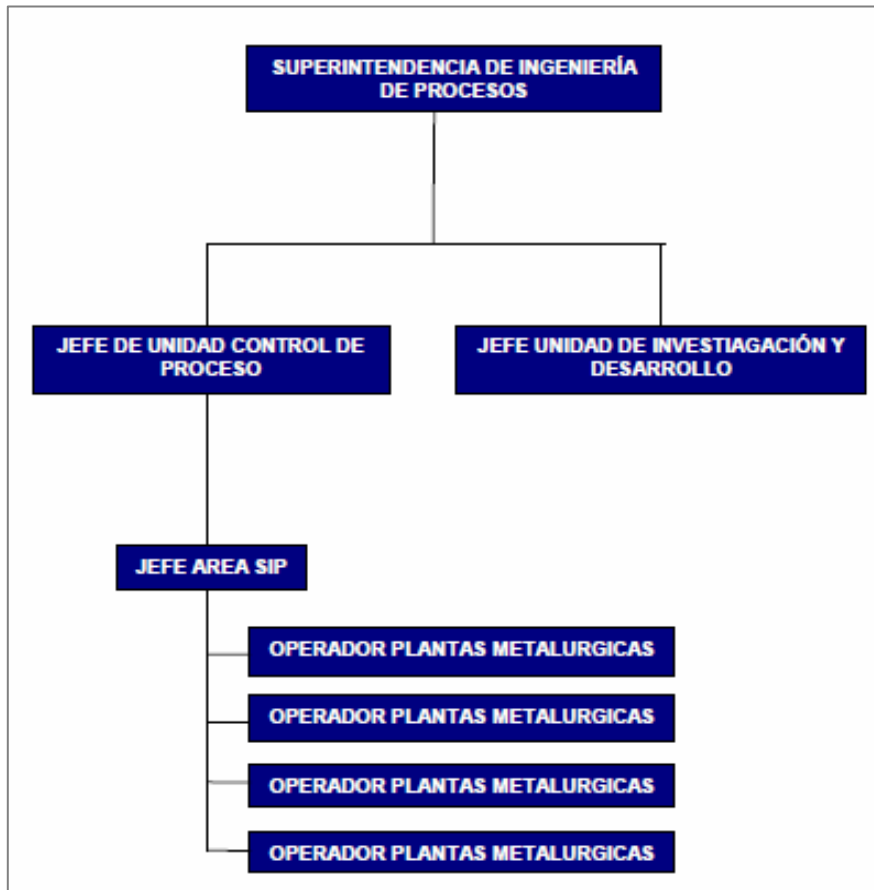 SUPERINTENDENCIA DE INGENIERÍA
DE PROCESOS
JEFE DE UNIDAD CONTROL DE
PROCESO
JEFE UNIDAD DE INVESTIAGACIÓN Y
DESARROLLO
JEFE AREA SIP
OPERADOR PLANTAS METALURGICAS
OPERADOR PLANTAS METALURGICAS
OPERADOR PLANTAS METALURGICAS
OPERADOR PLANTAS METALURGICAS